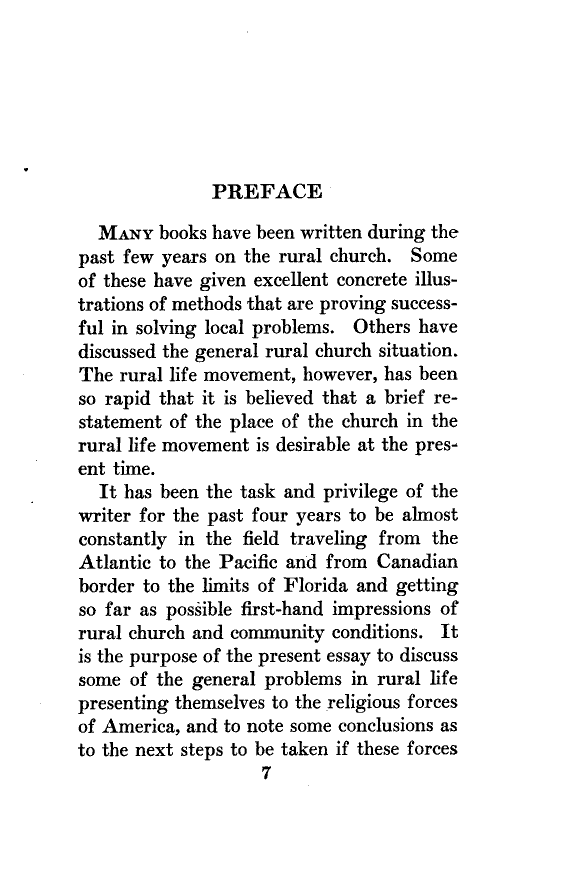 PREFACE
MANY books have been written during the
past few years on the rural church. Some
of these have given excellent concrete illus-
trations of methods that are proving success-
ful in solving local problems. Others have
discussed the general rural church situation.
The rural life movement, however, has been
so rapid that it is believed that a brief re-
statement of the place of the church in the
rural life movement is desirable at the pres-
ent time.
It has been the task and privilege of the
writer for the past four years to be almost
constantly in the field traveling from the
Atlantic to the Pacific and from Canadian
border to the limits of Florida and getting
so far as possible first-hand impressions of
rural church and community conditions. It
is the purpose of the present essay to discuss
some of the general problems in rural life
presenting themselves to the religious forces
of America, and to note some conclusions as
to the next steps to be taken if these forces
7